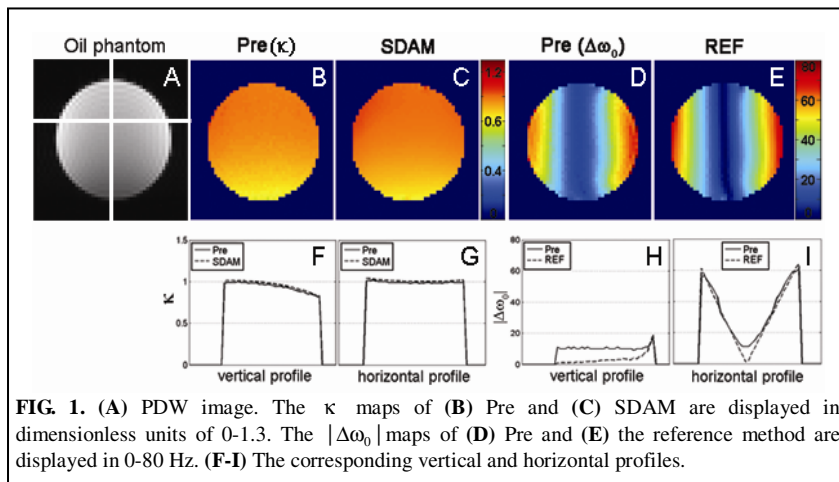 Oil phantom Pre(κ) SDAM Pre (Δω₀) REF
A B C D E
1.2 0.6 0.4
80 60 40 20 0
1.5 1 0.5 0
κ
Pre
SDAM
F
vertical profile
Pre
SDAM
G
horizontal profile
80 60 40 20 0
|Δω₀|
Pre
REF
H
vertical profile
Pre
REF
I
horizontal profile
FIG. 1. (A) PDW image. The κ maps of (B) Pre and (C) SDAM are displayed in
dimensionless units of 0-1.3. The |Δω₀| maps of (D) Pre and (E) the reference method are
displayed in 0-80 Hz. (F-I) The corresponding vertical and horizontal profiles.